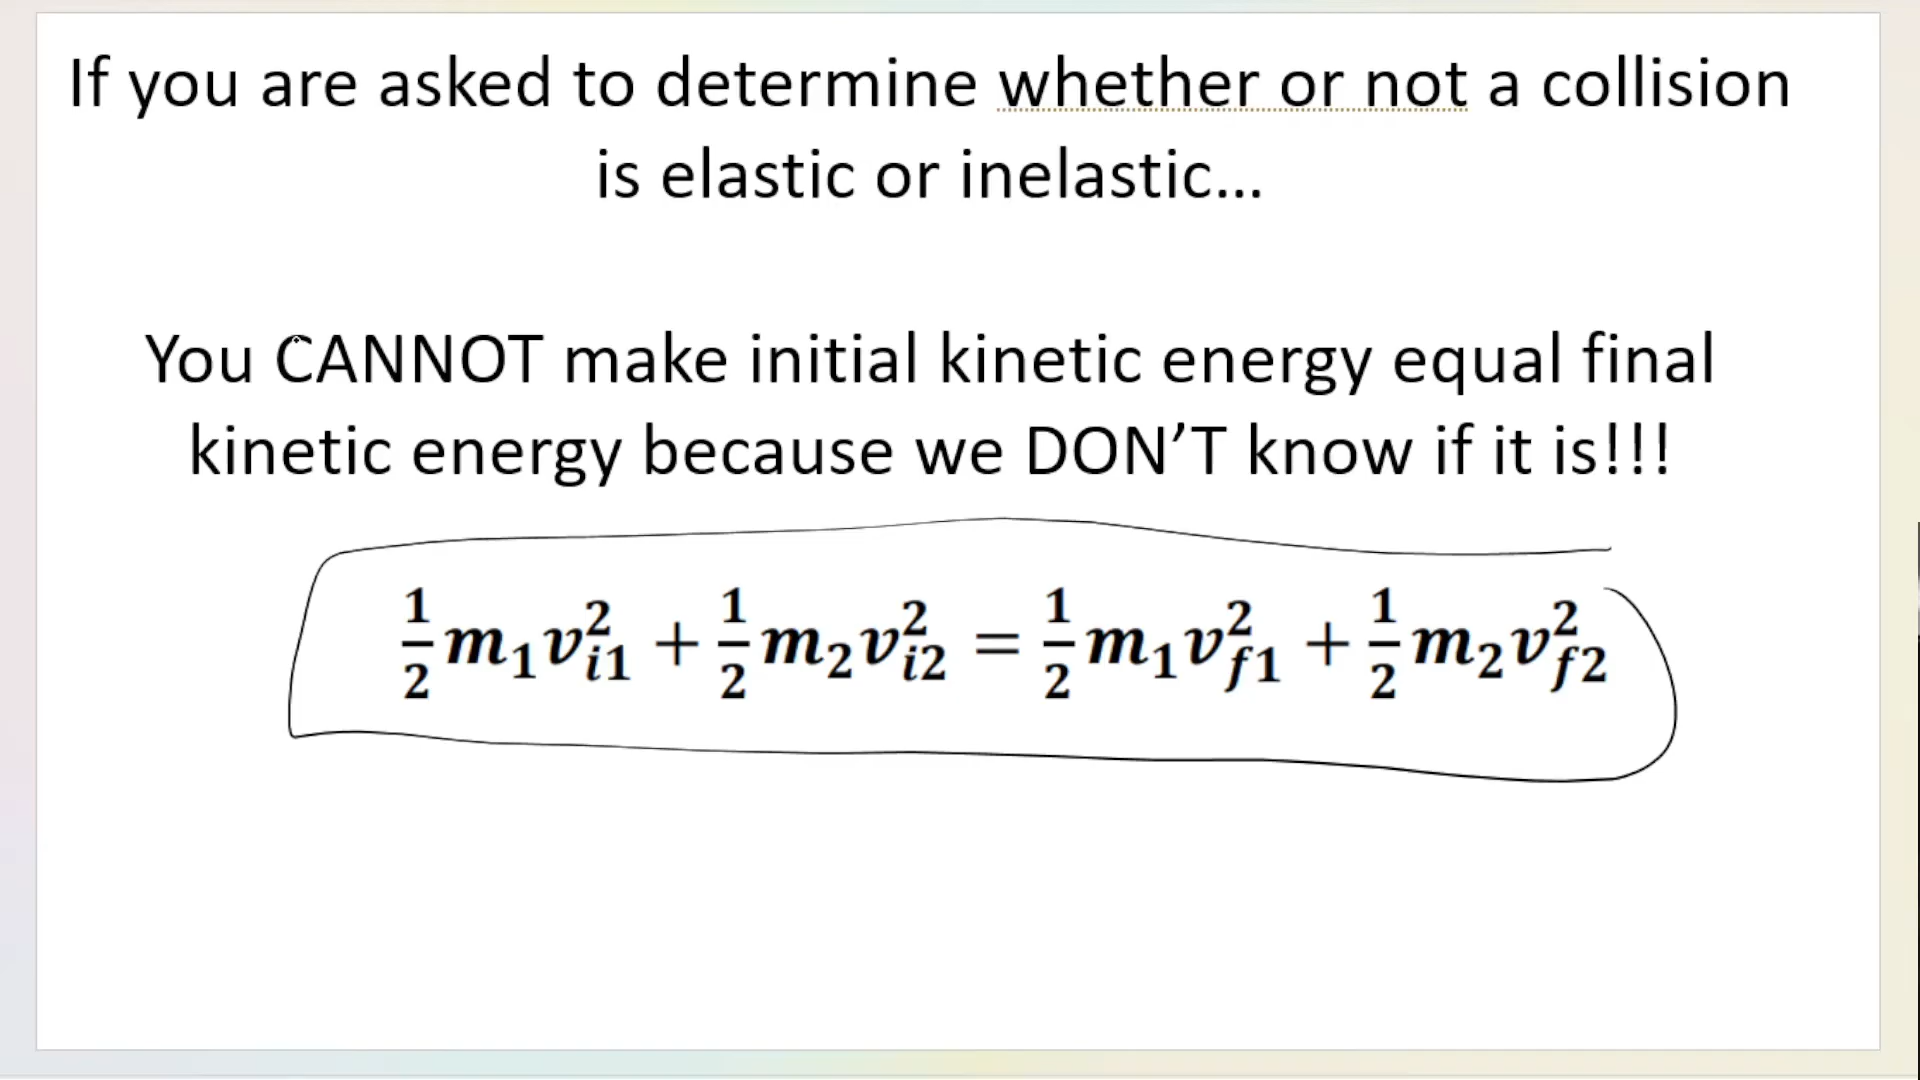 If you are asked to determine whether or not a collision
is elastic or inelastic...
You CANNOT make initial kinetic energy equal final
kinetic energy because we DON’T know if it is!!!
½m₁v²ᵢ₁ + ½m₂v²ᵢ₂ = ½m₁v²f₁ + ½m₂v²f₂